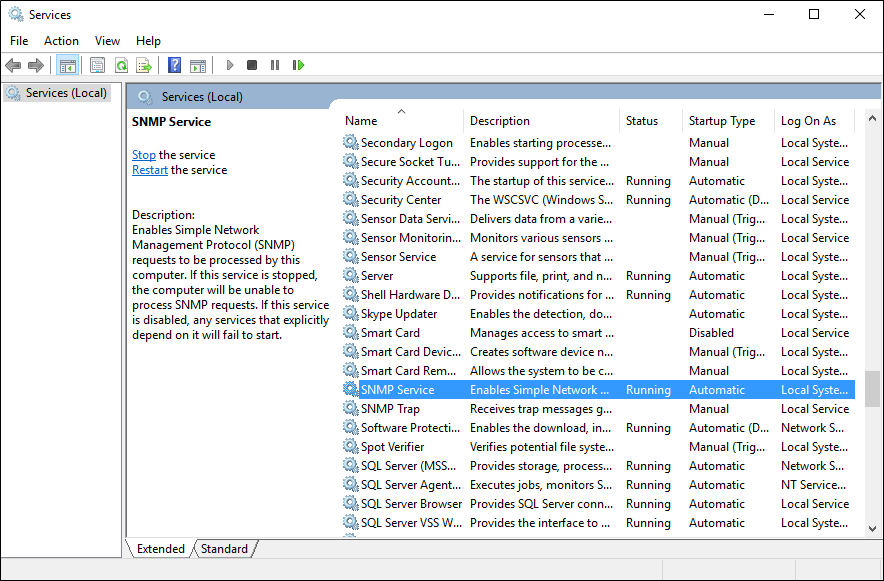 Services
File Action View Help
Services (Local)
Services (Local)
SNMP Service
Stop the service
Restart the service
Description:
Enables Simple Network
Management Protocol (SNMP)
requests to be processed by this
computer. If this service is stopped,
the computer will be unable to
process SNMP requests. If this service
is disabled, any services that explicitly
depend on it will fail to start.
Name Description Status Startup Type Log On As
Secondary Logon Enables starting processe... Manual Local Syste...
Secure Socket Tu... Provides support for the ... Manual Local Service
Security Account... The startup of this service... Running Automatic Local Syste...
Security Center The WSCSVC (Windows S... Running Automatic (D... Local Service
Sensor Data Servi... Delivers data from a varie... Manual (Trig... Local Syste...
Sensor Monitorin... Monitors various sensors ... Manual (Trig... Local Service
Sensor Service A service for sensors that ... Manual (Trig... Local Syste...
Server Supports file, print, and n... Running Automatic Local Syste...
Shell Hardware D... Provides notifications for ... Running Automatic Local Syste...
Skype Updater Enables the detection, do... Automatic Local Syste...
Smart Card Manages access to smart ... Disabled Local Service
Smart Card Devic... Creates software device n... Manual (Trig... Local Syste...
Smart Card Rem... Allows the system to be c... Manual Local Syste...
SNMP Service Enables Simple Network ... Running Automatic Local Syste...
SNMP Trap Receives trap messages g... Manual Local Service
Software Protecti... Enables the download, in... Running Automatic (D... Network S...
Spot Verifier Verifies potential file syste... Manual (Trig... Local Syste...
SQL Server (MSS... Provides storage, process... Running Automatic Network S...
SQL Server Agent... Executes jobs, monitors S... Running Automatic NT Service...
SQL Server Browser Provides SQL Server conn... Running Automatic Local Service
SQL Server VSS W... Provides the interface to ... Running Automatic Local Syste...
Extended Standard